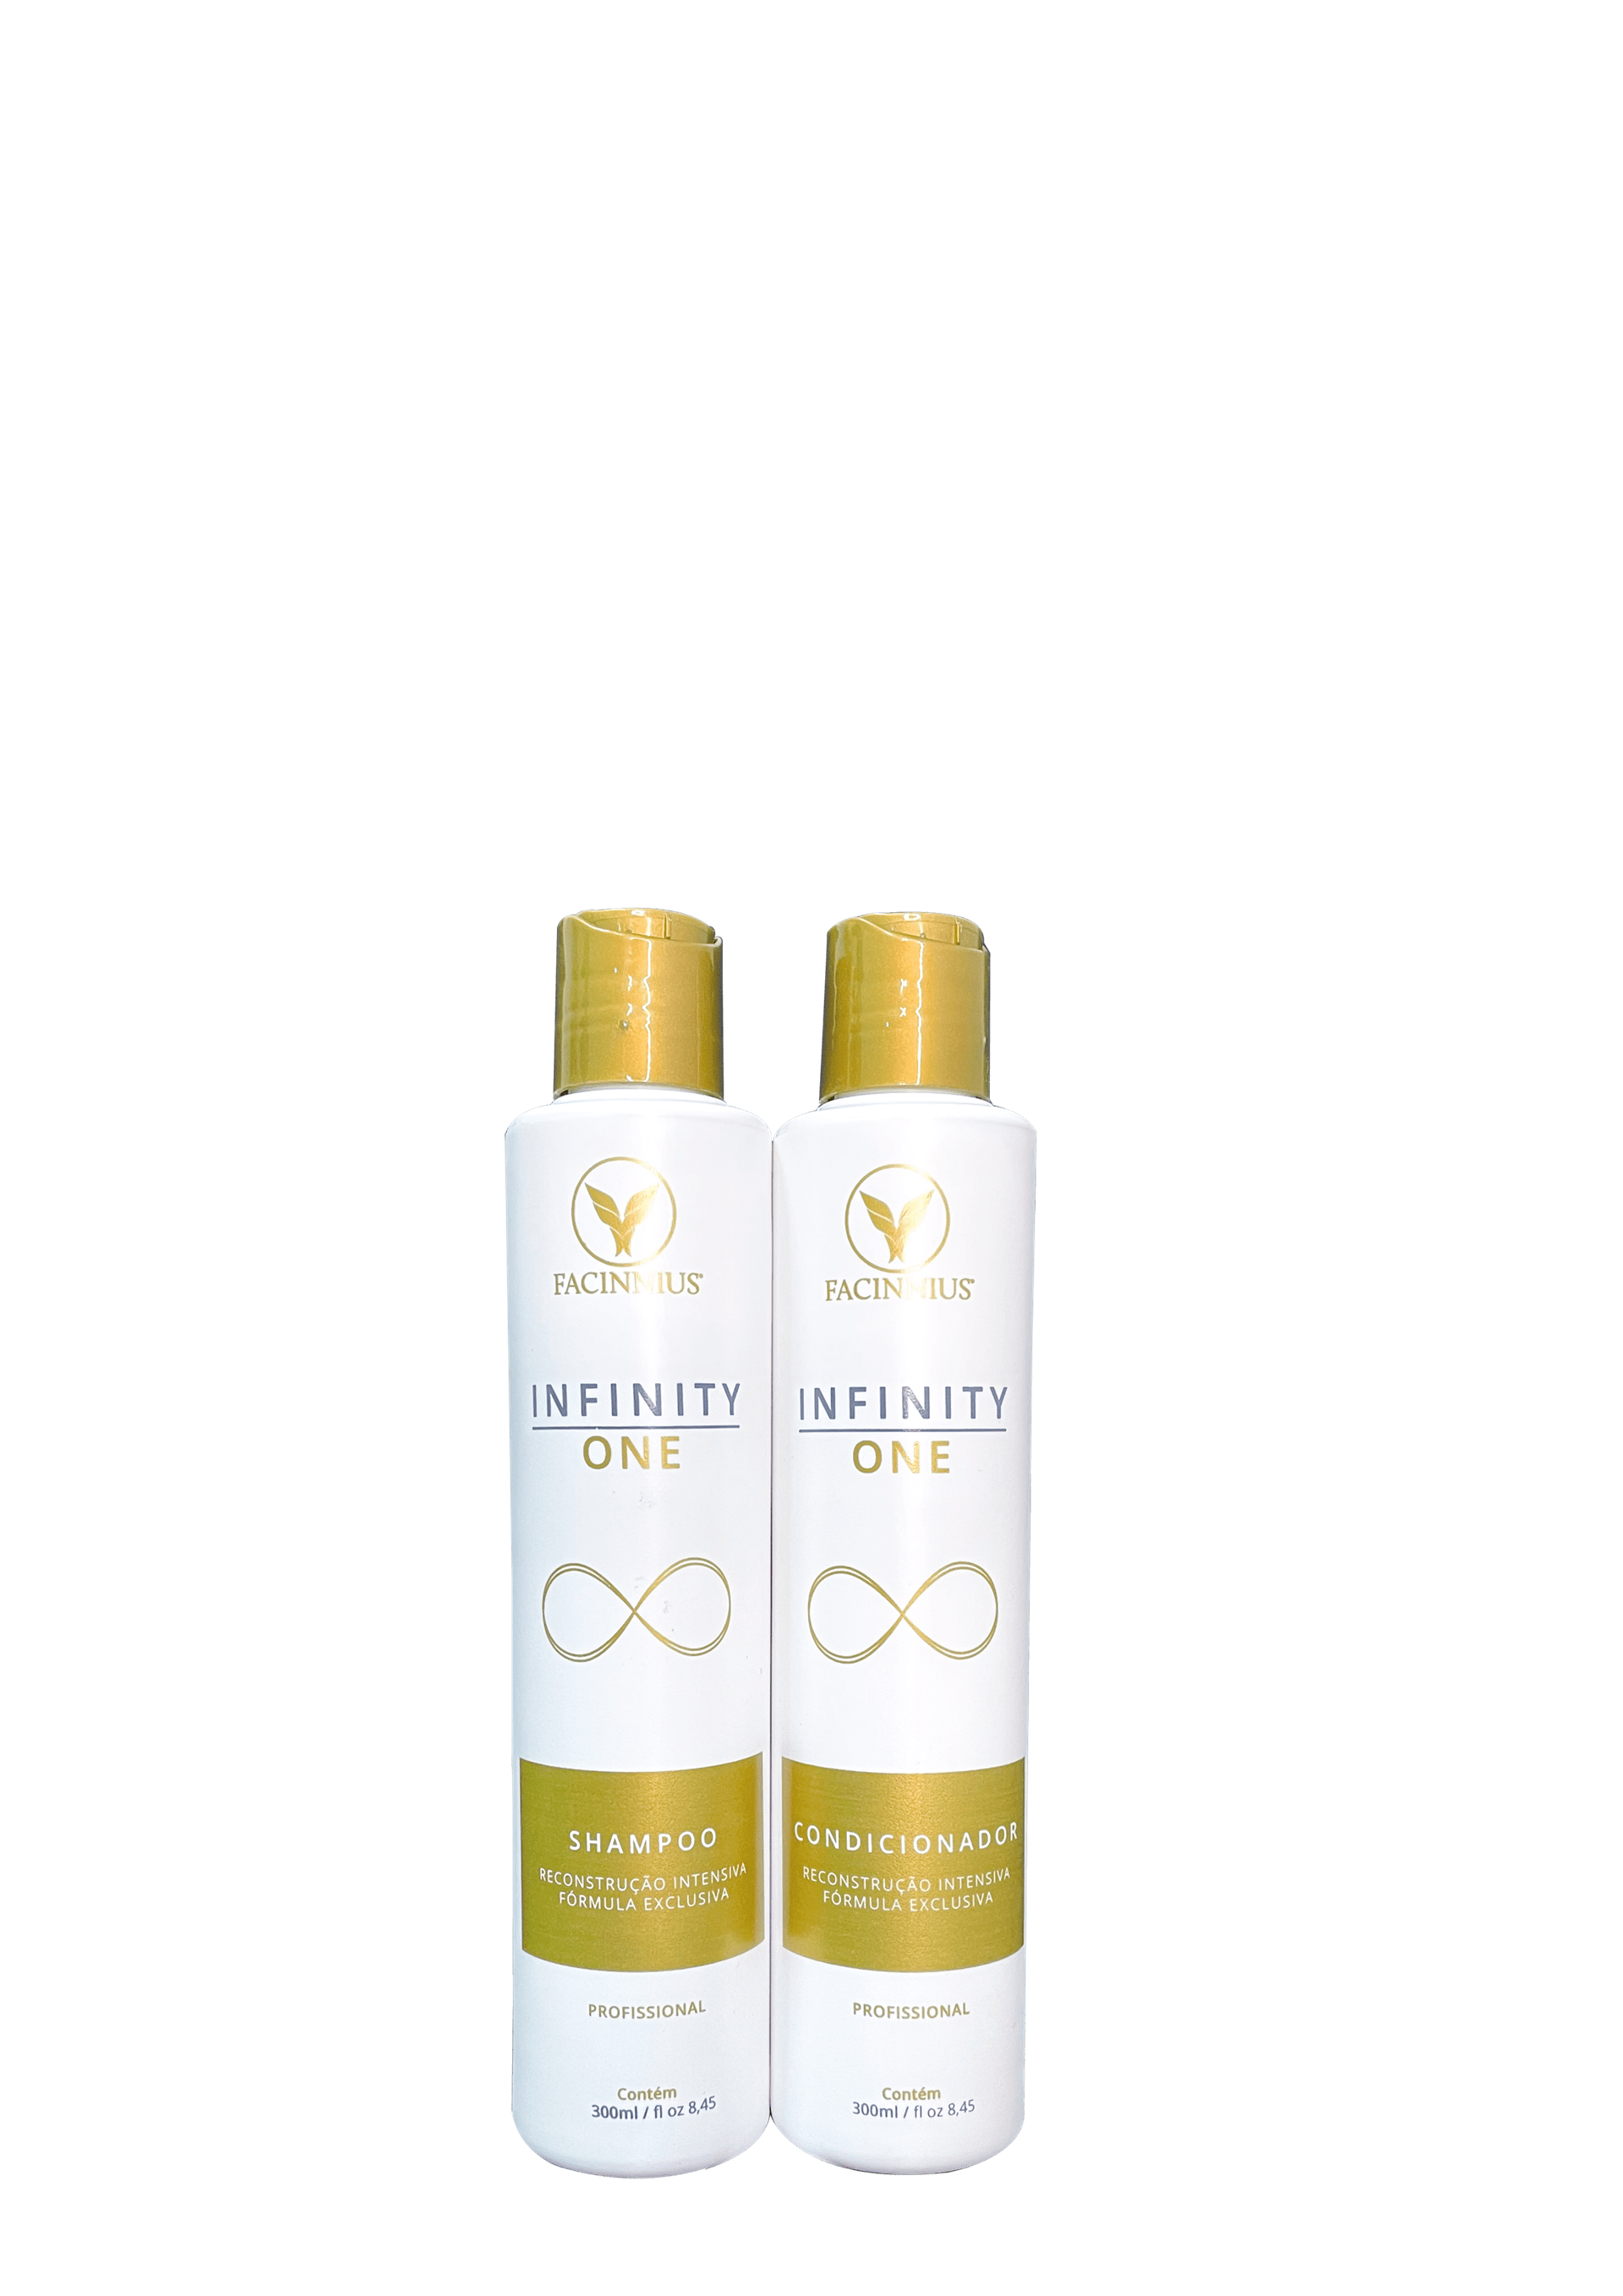 FACINNIUS®
INFINITY
ONE
SHAMPOO
RECONSTRUÇÃO INTENSIVA
FÓRMULA EXCLUSIVA
PROFISSIONAL
Contém
300ml / fl oz 8,45
FACINNIUS®
INFINITY
ONE
CONDICIONADOR
RECONSTRUÇÃO INTENSIVA
FÓRMULA EXCLUSIVA
PROFISSIONAL
Contém
300ml / fl oz 8,45